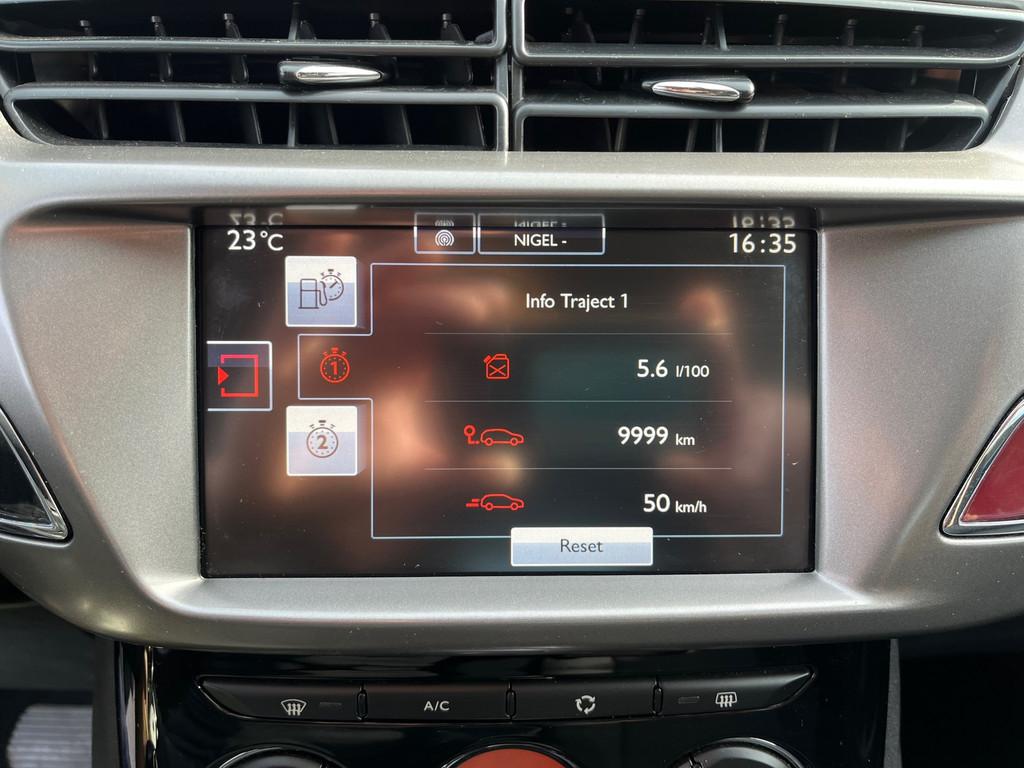 23°C
NIGEL -
16:35
Info Traject 1
1
5.6 l/100
2
9999 km
50 km/h
Reset
A/C